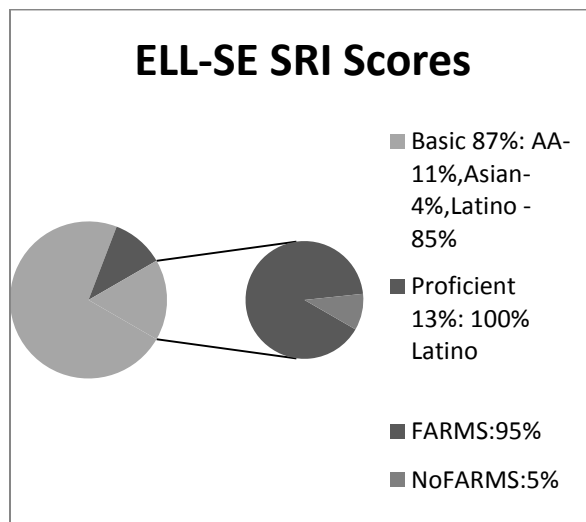 ELL-SE SRI Scores
Basic 87%: AA-
11%,Asian-
4%,Latino -
85%
Proficient
13%: 100%
Latino
FARMS:95%
NoFARMS:5%